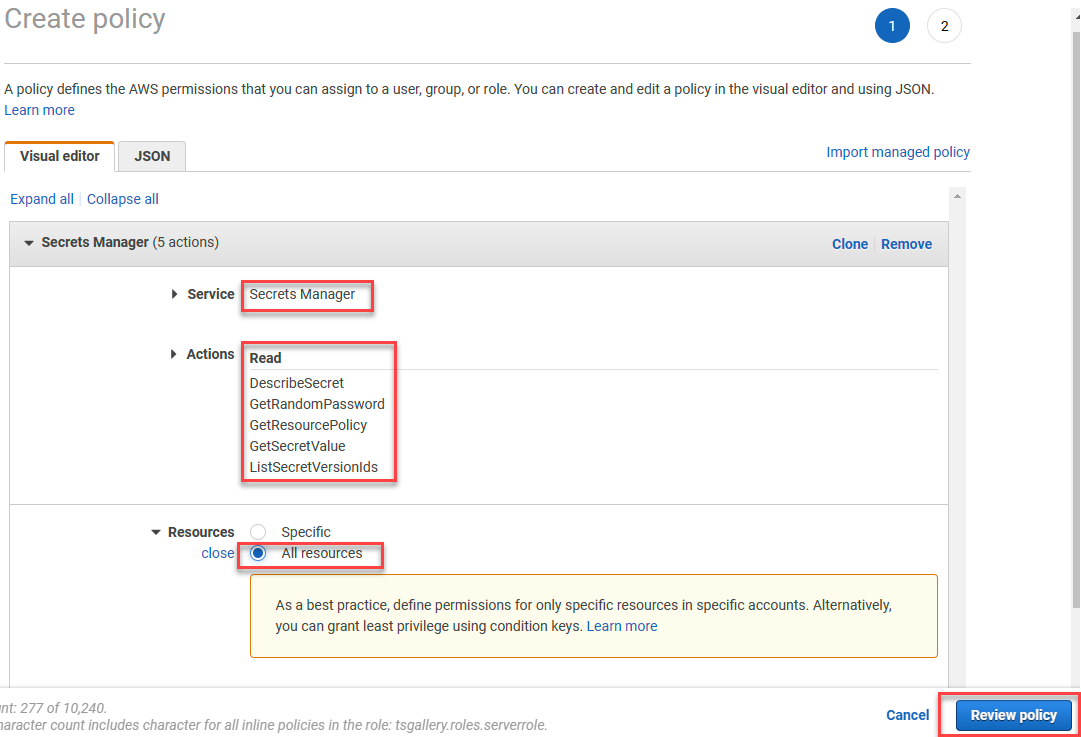 Create policy
1
2
A policy defines the AWS permissions that you can assign to a user, group, or role. You can create and edit a policy in the visual editor and using JSON.
Learn more
Visual editor
JSON
Import managed policy
Expand all
Collapse all
Secrets Manager (5 actions)
Clone
Remove
Service
Secrets Manager
Actions
Read
DescribeSecret
GetRandomPassword
GetResourcePolicy
GetSecretValue
ListSecretVersionIds
Resources
Specific
close
All resources
As a best practice, define permissions for only specific resources in specific accounts. Alternatively,
you can grant least privilege using condition keys. Learn more
nt: 277 of 10,240.
haracter count includes character for all inline policies in the role: tsgallery.roles.serverrole.
Cancel
Review policy